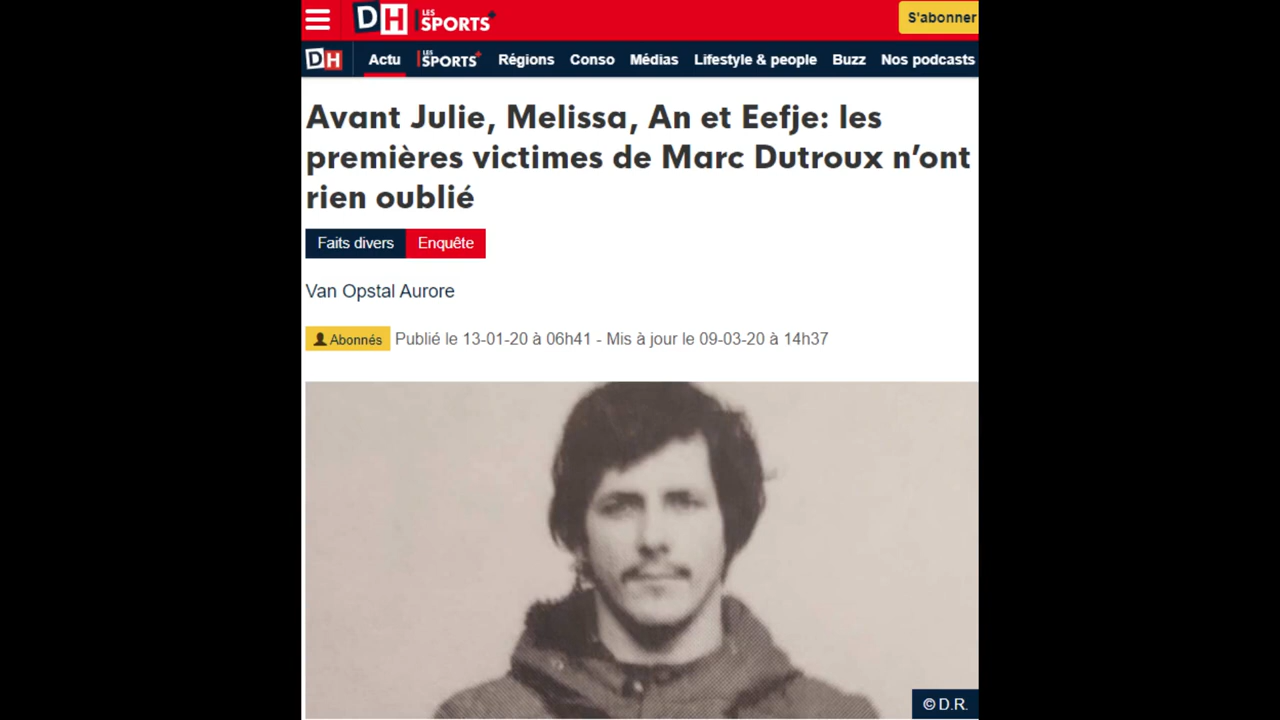 DH LES SPORTS+
S'abonner
DH Actu LES SPORTS+ Régions Conso Médias Lifestyle & people Buzz Nos podcasts
Avant Julie, Melissa, An et Eefje: les
premières victimes de Marc Dutroux n’ont
rien oublié
Faits divers Enquête
Van Opstal Aurore
Abonnés Publié le 13-01-20 à 06h41 - Mis à jour le 09-03-20 à 14h37
© D.R.